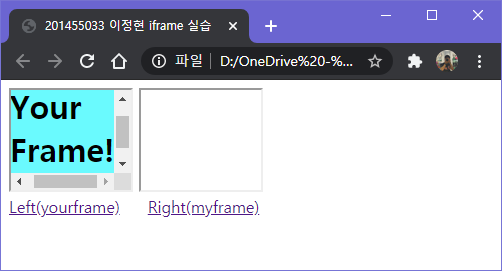 201455033 이정현 iframe 실습
파일 D:/OneDrive%20-%...
Your
Frame!
Left(yourframe) Right(myframe)